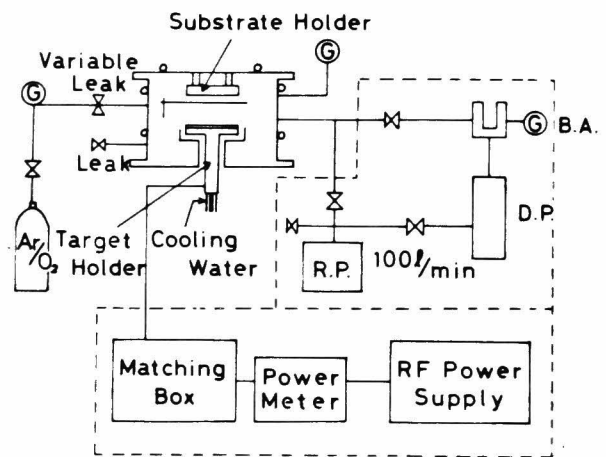 Substrate Holder
Variable
Leak
G
G
Leak
G
B.A.
D.P.
Ar/O₂
Target
Holder
Cooling
Water
R.P.
100ℓ/min
Matching
Box
Power
Meter
RF Power
Supply